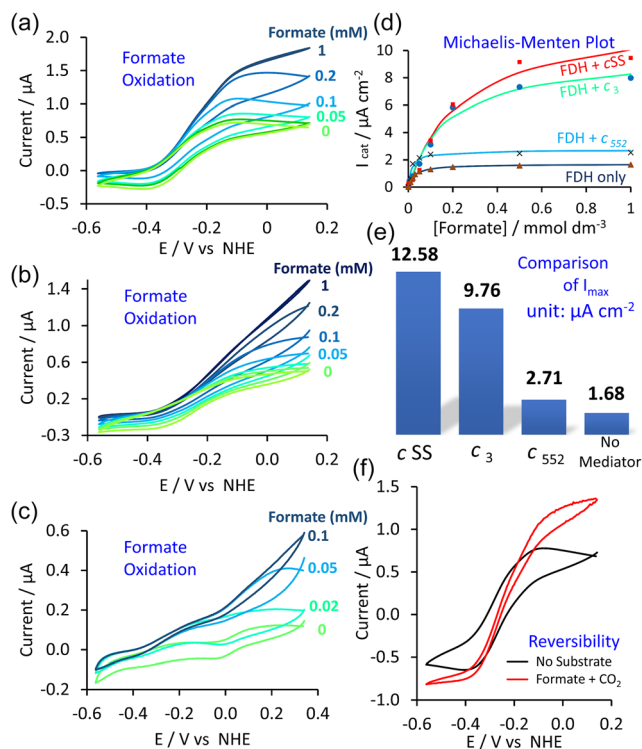 (a)
Formate (mM)
Formate
Oxidation
1
0.2
0.1
0.05
0
2.0
1.5
1.0
0.5
0.0
-0.5
Current / µA
-0.6
-0.4
-0.2
0.0
0.2
E / V vs NHE
(b)
Formate (mM)
Formate
Oxidation
1
0.2
0.1
0.05
0
1.6
1.2
0.8
0.4
0.2
-0.3
Current / µA
-0.6
-0.4
-0.2
0.0
0.2
E / V vs NHE
(c)
Formate (mM)
Formate
Oxidation
0.1
0.05
0.02
0
0.6
0.4
0.2
0.0
-0.2
Current / µA
-0.6
-0.4
-0.2
0.0
0.2
0.4
E / V vs NHE
(d)
Michaelis-Menten Plot
FDH + cSS
FDH + c3
FDH + c552
FDH only
10
8
6
4
2
0
I cat / µA cm-2
0
0.2
0.4
0.6
0.8
1
[Formate] / mmol dm-3
(e)
Comparison
of Imax
unit: µA cm-2
12.58
9.76
2.71
1.68
c SS
c 3
c 552
No
Mediator
(f)
1.5
1.0
0.5
0.0
-0.5
-1.0
Current / µA
Reversibility
No Substrate
Formate + CO2
-0.6
-0.4
-0.2
0.0
0.2
E / V vs NHE